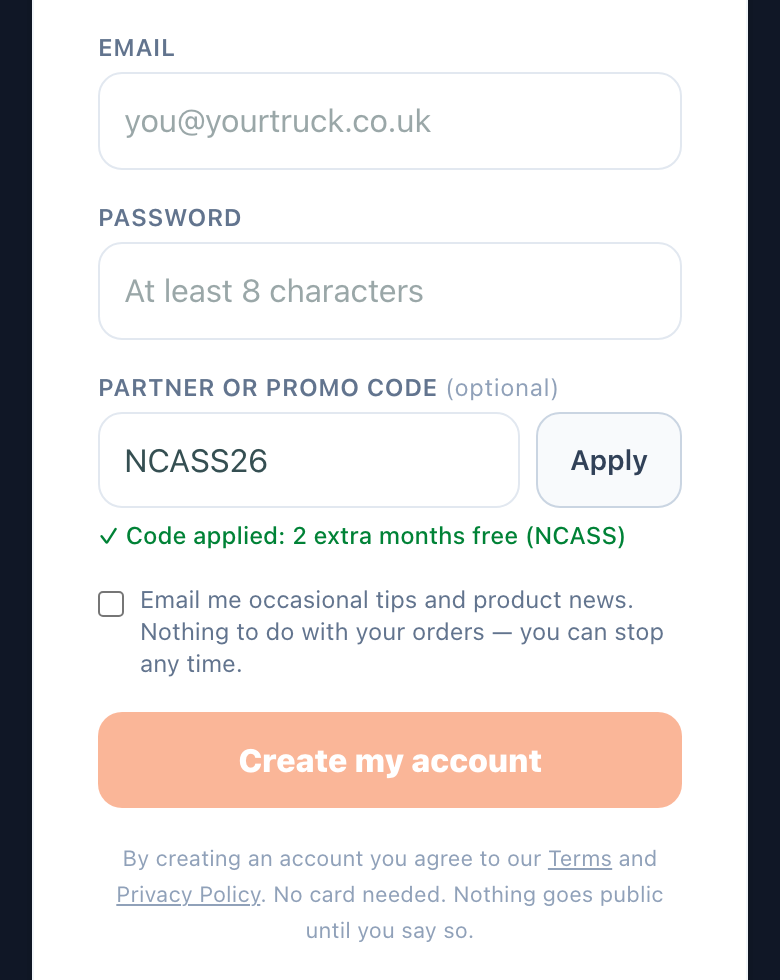 EMAIL
you@yourtruck.co.uk
PASSWORD
At least 8 characters
PARTNER OR PROMO CODE (optional)
NCASS26
Apply
✓ Code applied: 2 extra months free (NCASS)
Email me occasional tips and product news.
Nothing to do with your orders — you can stop
any time.
Create my account
By creating an account you agree to our Terms and
Privacy Policy. No card needed. Nothing goes public
until you say so.